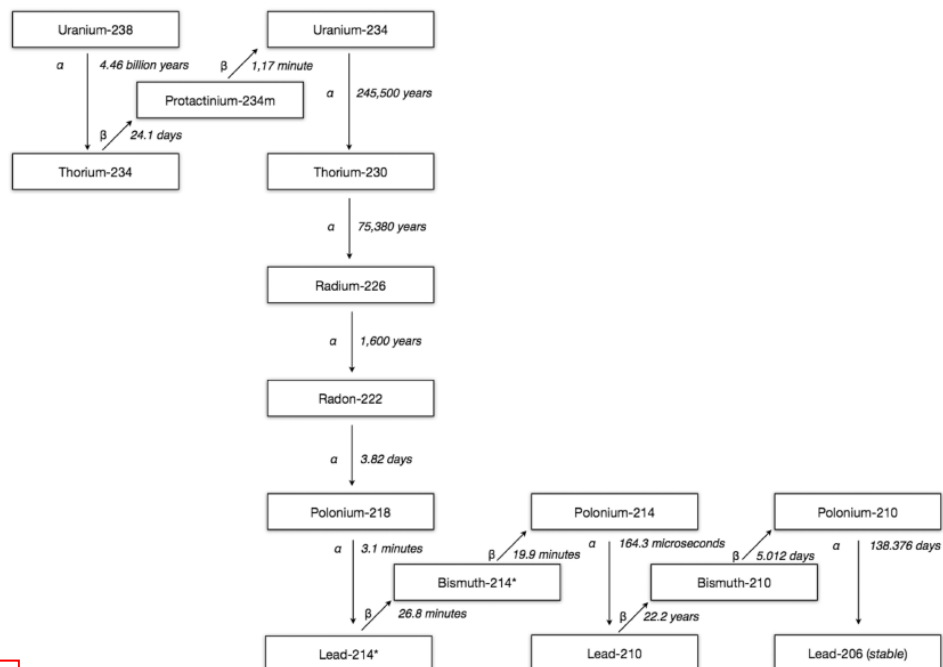 Uranium-238
Uranium-234
α 4.46 billion years
β 1,17 minute
Protactinium-234m
α 245,500 years
β 24.1 days
Thorium-234
Thorium-230
α 75,380 years
Radium-226
α 1,600 years
Radon-222
α 3.82 days
Polonium-218
Polonium-214
Polonium-210
α 3.1 minutes
β 19.9 minutes
α 164.3 microseconds
β 5.012 days
α 138.376 days
Bismuth-214*
Bismuth-210
β 26.8 minutes
β 22.2 years
Lead-214*
Lead-210
Lead-206 (stable)